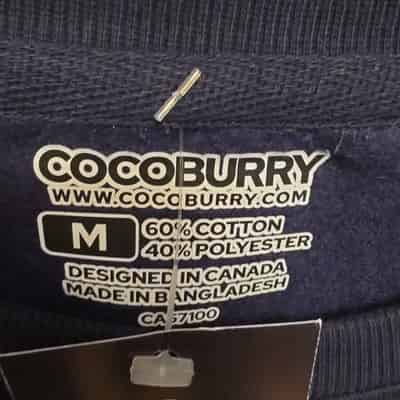 COCOBURRY
WWW.COCOBURRY.COM
M
60% COTTON
40% POLYESTER
DESIGNED IN CANADA
MADE IN BANGLADESH
CA57100